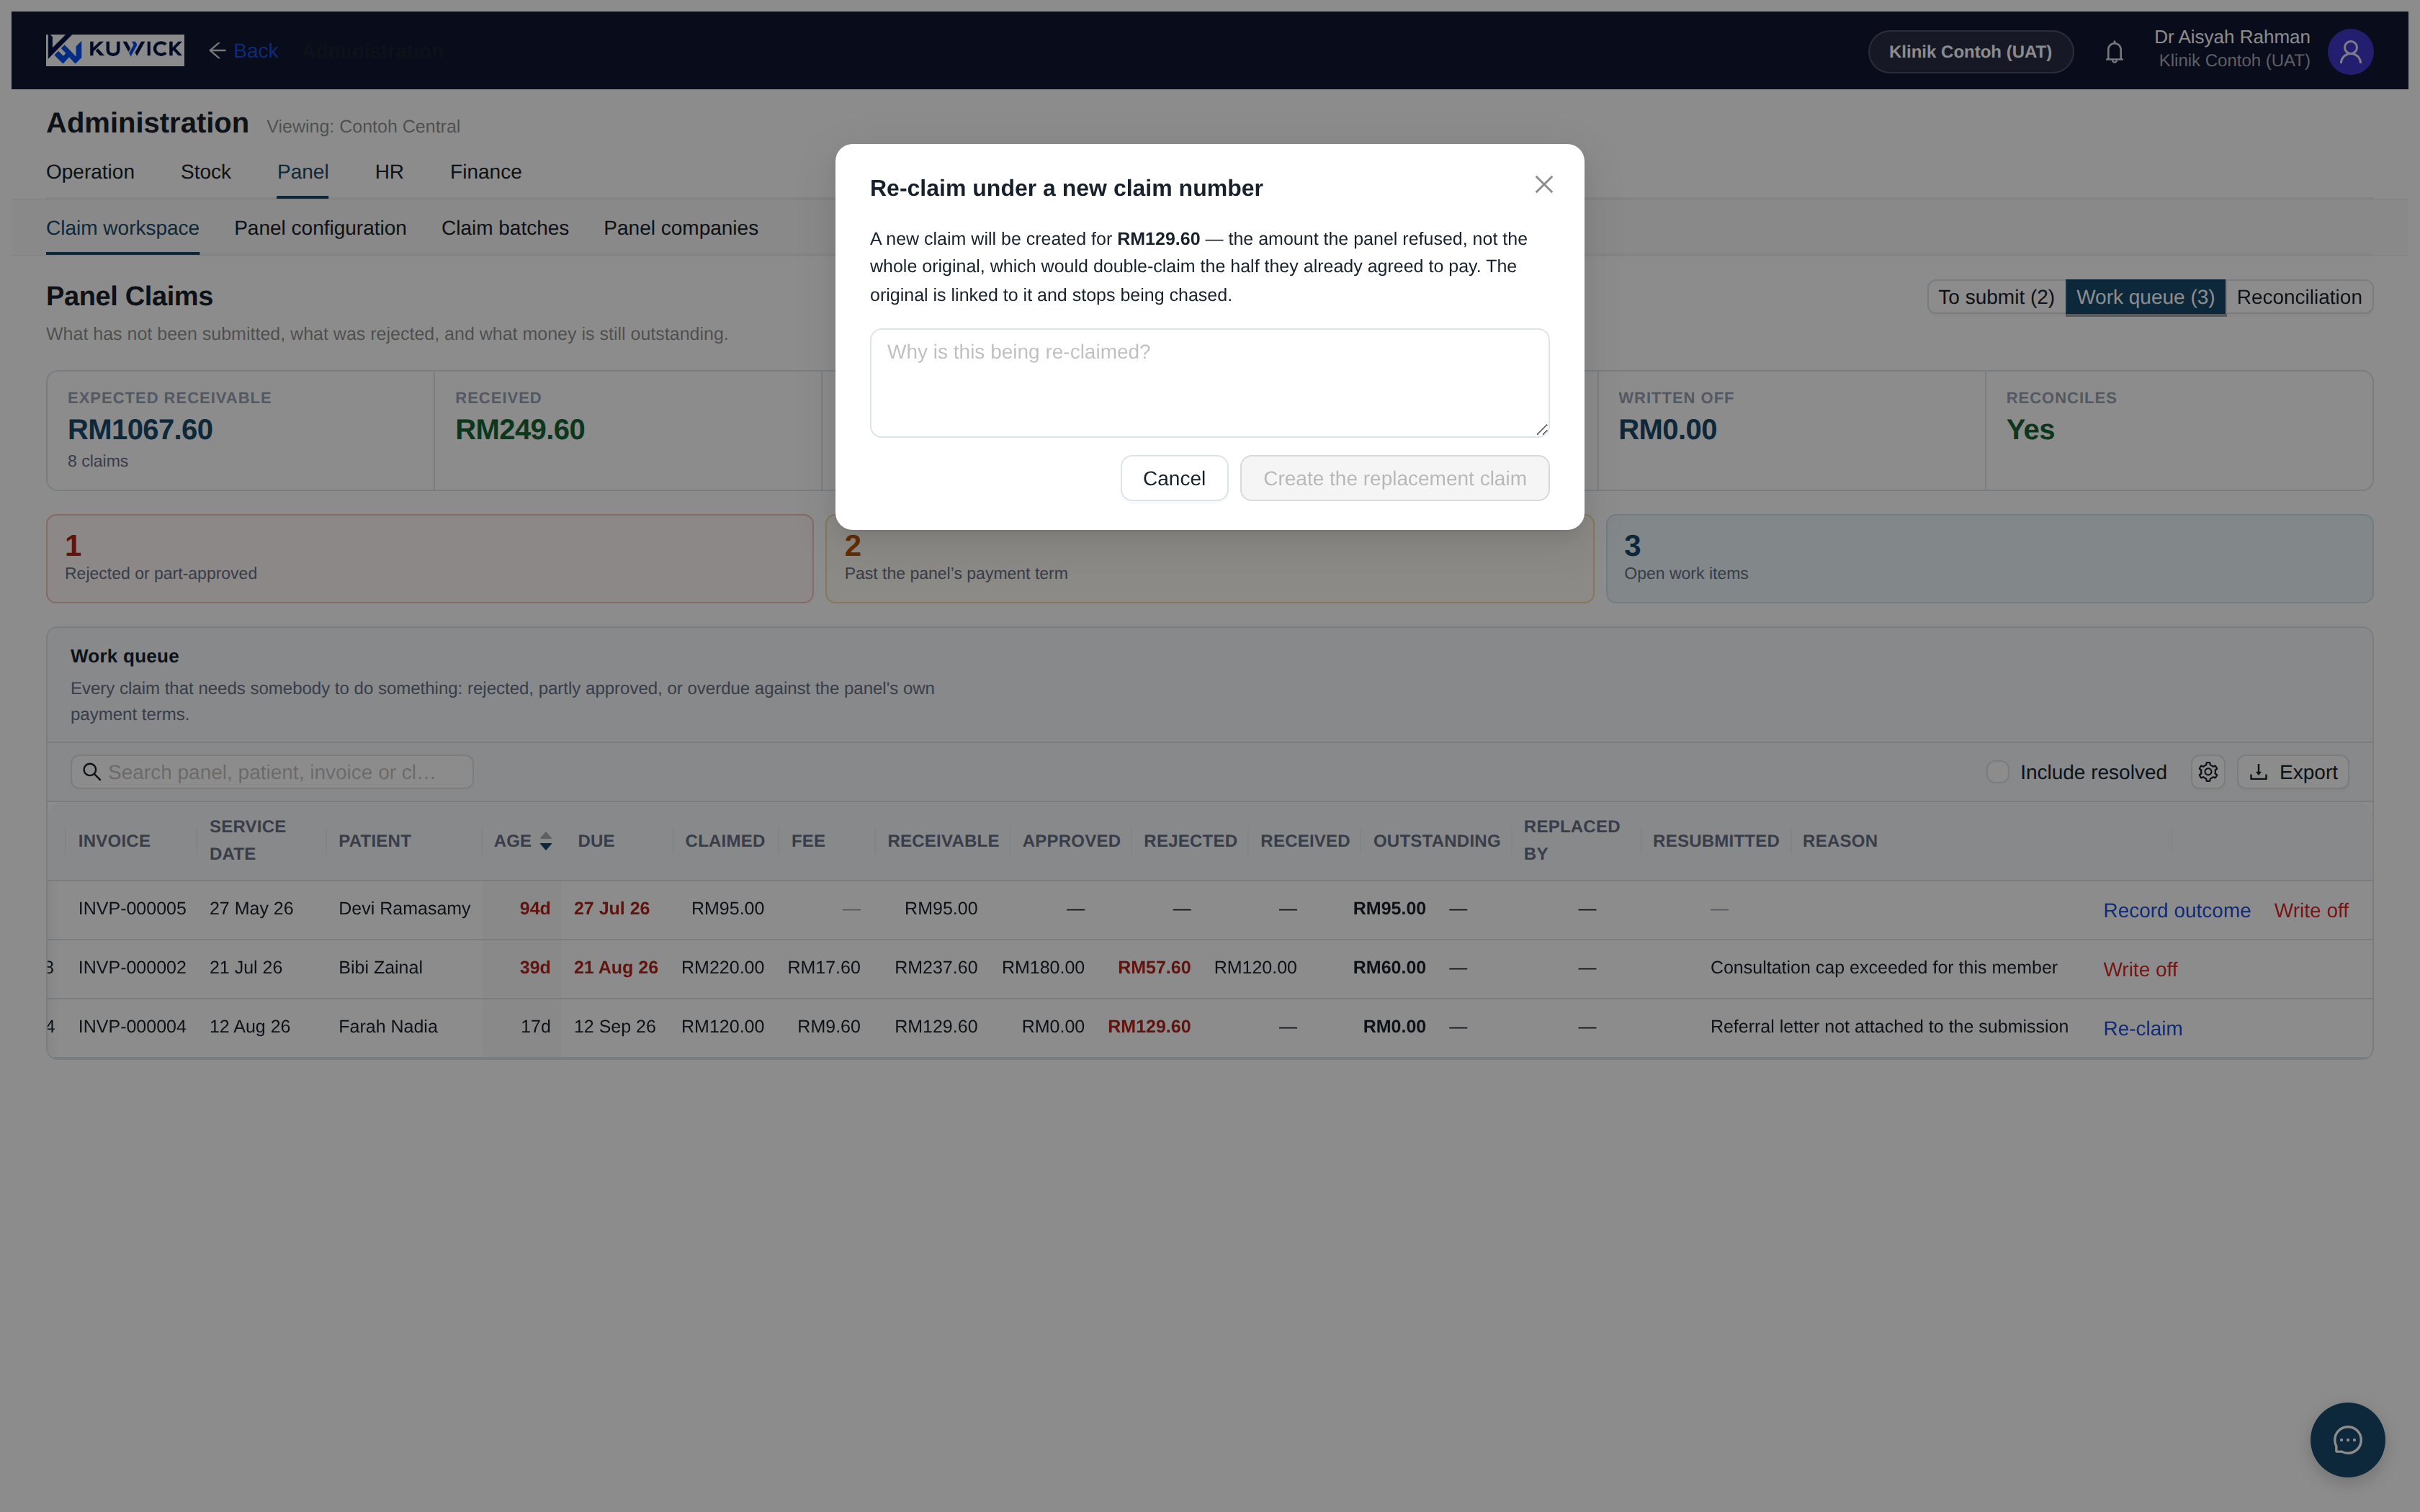 KUWICK
Back
Administration
Klinik Contoh (UAT)
Dr Aisyah Rahman
Klinik Contoh (UAT)
Administration
Viewing: Contoh Central
Operation
Stock
Panel
HR
Finance
Claim workspace
Panel configuration
Claim batches
Panel companies
Panel Claims
What has not been submitted, what was rejected, and what money is still outstanding.
To submit (2)
Work queue (3)
Reconciliation
EXPECTED RECEIVABLE
RM1067.60
8 claims
RECEIVED
RM249.60
WRITTEN OFF
RM0.00
RECONCILES
Yes
Re-claim under a new claim number
A new claim will be created for RM129.60 — the amount the panel refused, not the
whole original, which would double-claim the half they already agreed to pay. The
original is linked to it and stops being chased.
Why is this being re-claimed?
Cancel
Create the replacement claim
1
Rejected or part-approved
2
Past the panel’s payment term
3
Open work items
Work queue
Every claim that needs somebody to do something: rejected, partly approved, or overdue against the panel's own
payment terms.
Search panel, patient, invoice or cl…
Include resolved
Export
INVOICE SERVICE DATE PATIENT AGE DUE CLAIMED FEE RECEIVABLE APPROVED REJECTED RECEIVED OUTSTANDING REPLACED BY RESUBMITTED REASON
INVP-000005 27 May 26 Devi Ramasamy 94d 27 Jul 26 RM95.00 — RM95.00 — — — RM95.00 — — — Record outcome Write off
3 INVP-000002 21 Jul 26 Bibi Zainal 39d 21 Aug 26 RM220.00 RM17.60 RM237.60 RM180.00 RM57.60 RM120.00 RM60.00 — — Consultation cap exceeded for this member Write off
4 INVP-000004 12 Aug 26 Farah Nadia 17d 12 Sep 26 RM120.00 RM9.60 RM129.60 RM0.00 RM129.60 — RM0.00 — — Referral letter not attached to the submission Re-claim